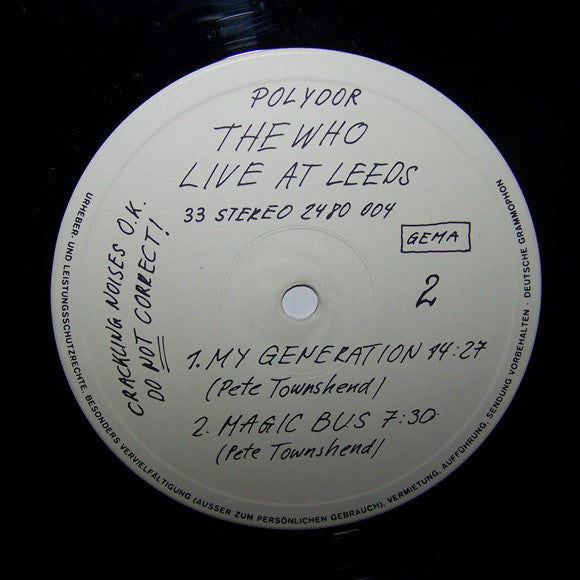 POLYDOR
THE WHO
LIVE AT LEEDS
33 STEREO 2480 004
GEMA
2
CRACKLING NOISES O.K.
DO NOT CORRECT!
1. MY GENERATION 14:27
(Pete Townshend)
2. MAGIC BUS 7:30
(Pete Townshend)
URHEBER- UND LEISTUNGSSCHUTZRECHTE, BESONDERS VERVIELFÄLTIGUNG (AUSSER ZUM PERSÖNLICHEN GEBRAUCH), VERMIETUNG, AUFFÜHRUNG, SENDUNG VORBEHALTEN · DEUTSCHE GRAMMOPHON